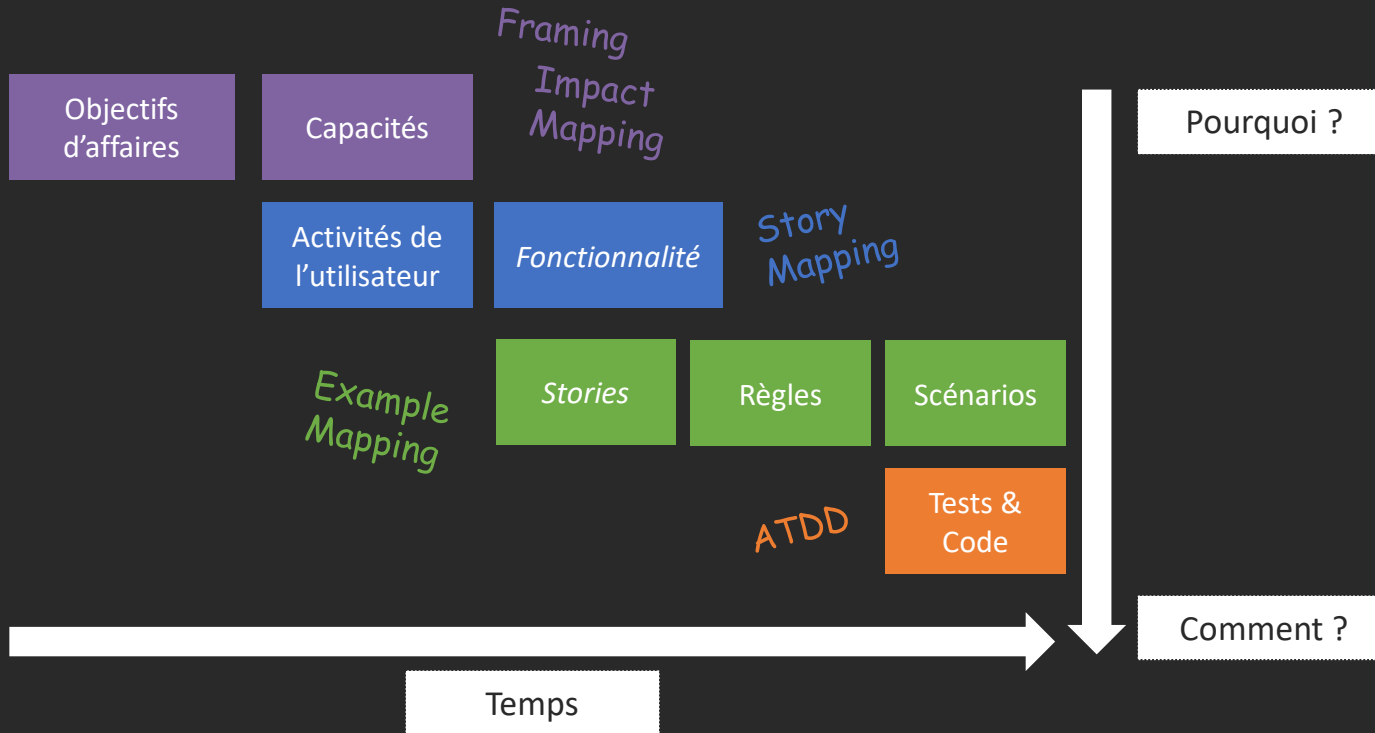 Framing
Impact
Mapping
Objectifs
d’affaires
Capacités
Pourquoi ?
Activités de
l’utilisateur
Fonctionnalité
Story
Mapping
Example
Mapping
Stories
Règles
Scénarios
ATDD
Tests &
Code
Comment ?
Temps